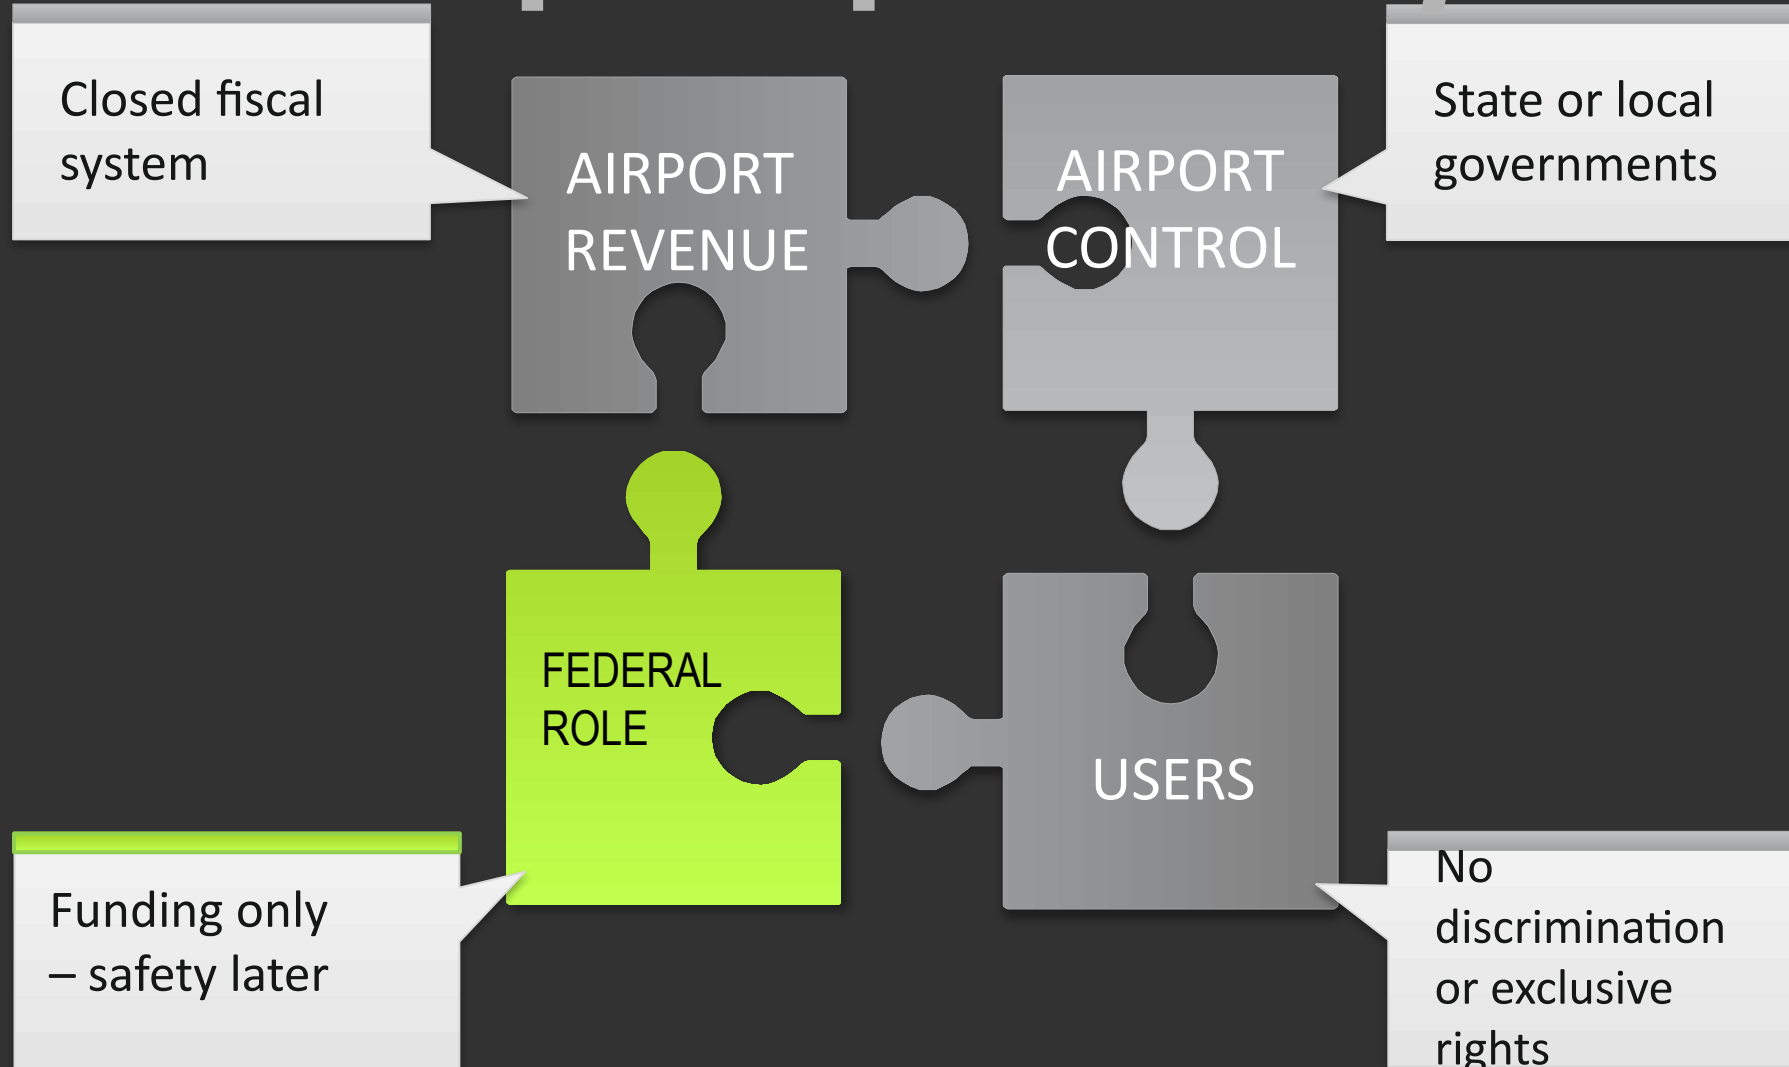 Closed fiscal
system
AIRPORT
REVENUE
AIRPORT
CONTROL
State or local
governments
FEDERAL
ROLE
USERS
Funding only
– safety later
No
discrimination
or exclusive
rights